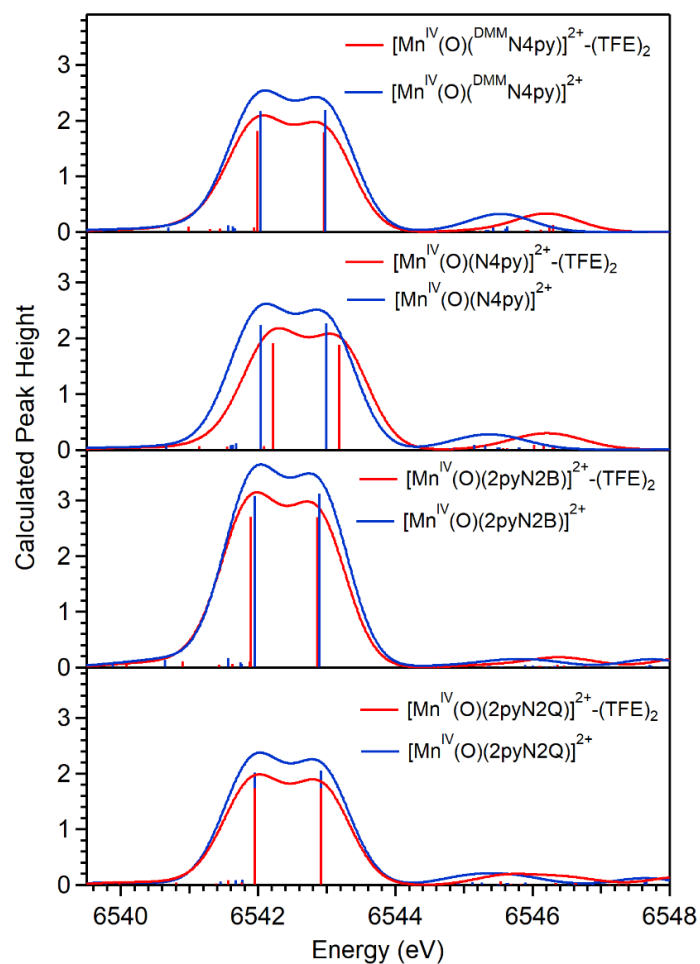 [Mn^IV(O)(^DMMN4py)]^2+-(TFE)_2
[Mn^IV(O)(^DMMN4py)]^2+
3
2
1
0
[Mn^IV(O)(N4py)]^2+-(TFE)_2
[Mn^IV(O)(N4py)]^2+
3
2
1
0
[Mn^IV(O)(2pyN2B)]^2+-(TFE)_2
[Mn^IV(O)(2pyN2B)]^2+
3
2
1
0
[Mn^IV(O)(2pyN2Q)]^2+-(TFE)_2
[Mn^IV(O)(2pyN2Q)]^2+
3
2
1
0
Calculated Peak Height
6540 6542 6544 6546 6548
Energy (eV)